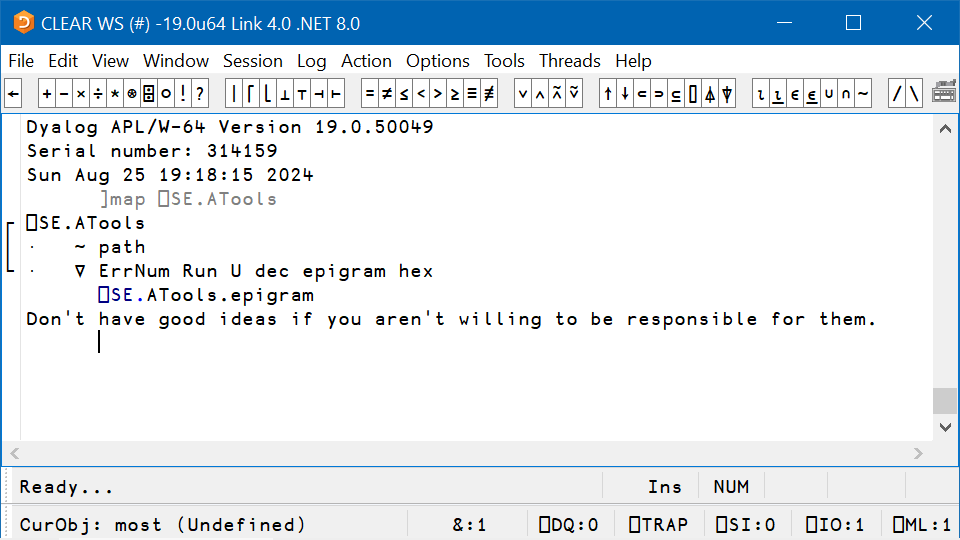 CLEAR WS (#) -19.0u64 Link 4.0 .NET 8.0
File Edit View Window Session Log Action Options Tools Threads Help
← + - × ÷ * ⍟ ⌹ ○ ! ? | ⌈ ⌊ ⊥ ⊤ ⊣ ⊢ = ≠ ≤ < > ≥ ≡ ≢ ∨ ∧ ⍲ ⍱ ↑ ↓ ⊂ ⊃ ⊆ ⌷ ⍋ ⍒ ⍳ ⍸ ∊ ⍷ ∪ ∩ ~ / \
Dyalog APL/W-64 Version 19.0.50049
Serial number: 314159
Sun Aug 25 19:18:15 2024
]map ⎕SE.ATools
⎕SE.ATools
· ~ path
· ∇ ErrNum Run U dec epigram hex
⎕SE.ATools.epigram
Don't have good ideas if you aren't willing to be responsible for them.
Ready... Ins NUM
CurObj: most (Undefined) &:1 ⎕DQ:0 ⎕TRAP ⎕SI:0 ⎕IO:1 ⎕ML:1